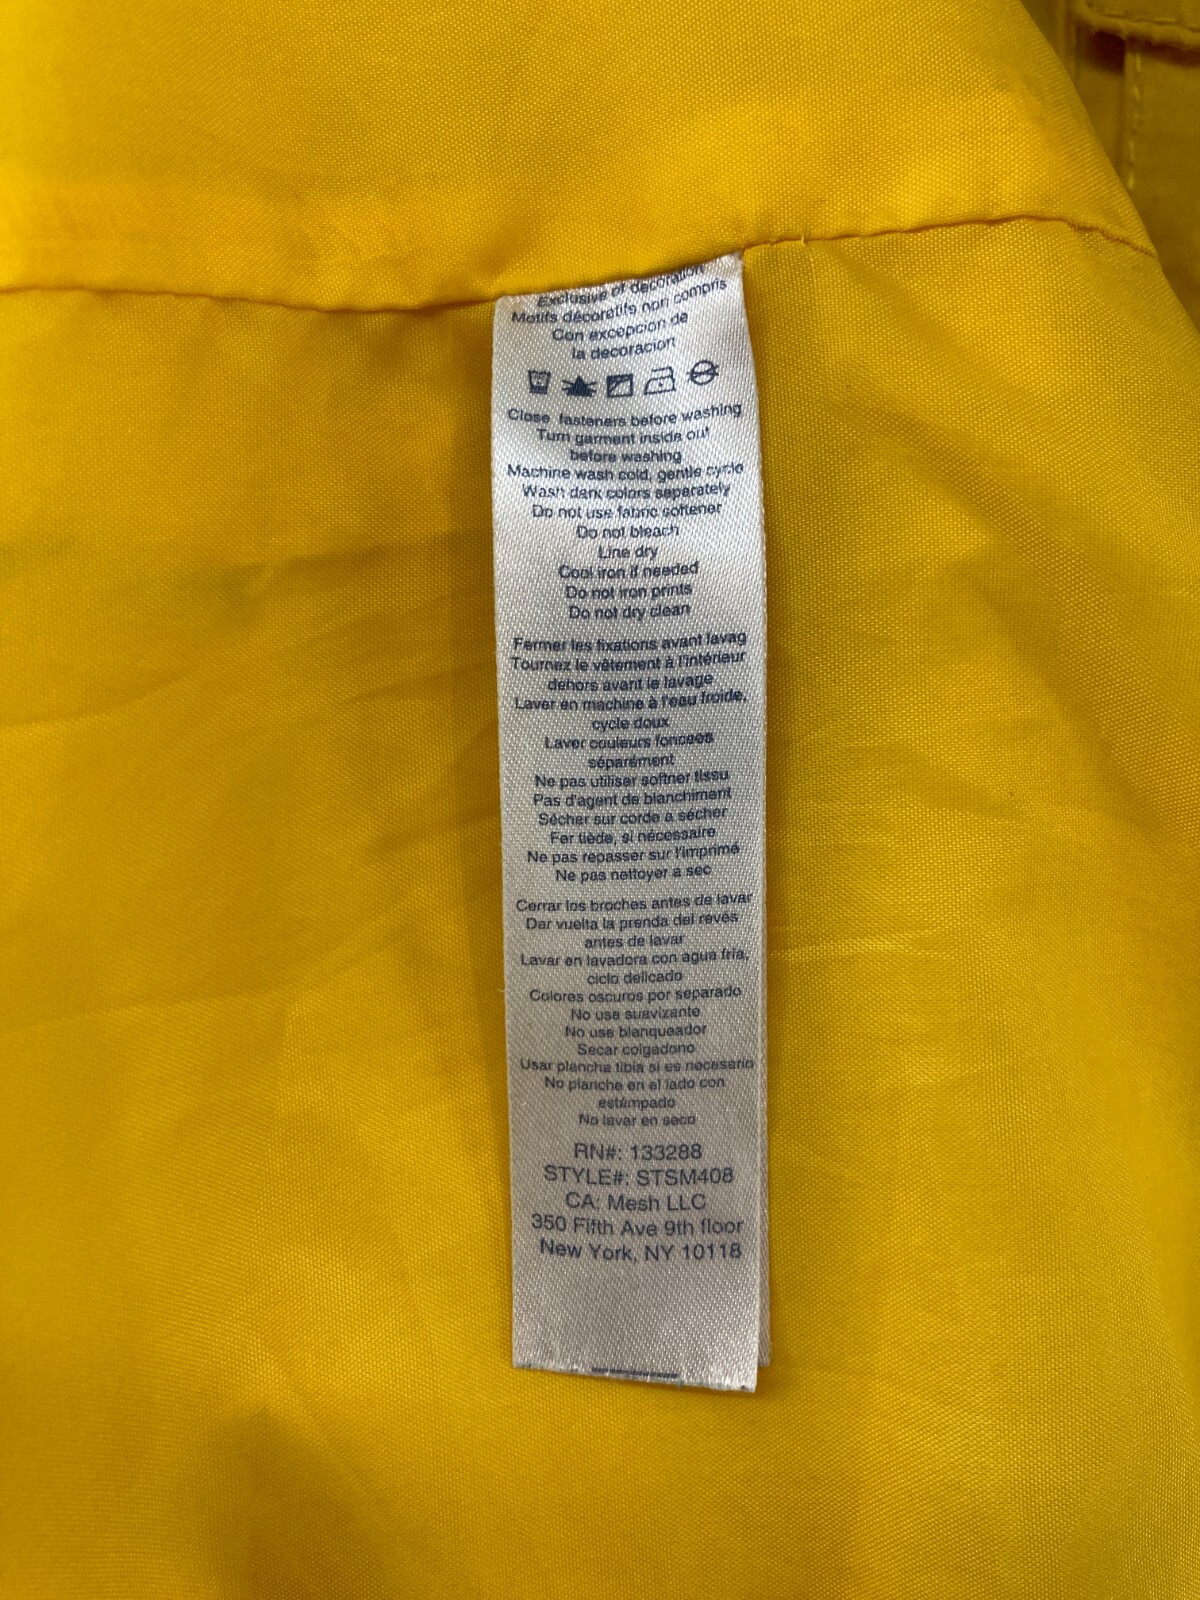 Exclusive of decoration
Motifs décoratifs non compris
Con excepcion de
la decoracion
Close fasteners before washing
Turn garment inside out
before washing
Machine wash cold, gentle cycle
Wash dark colors separately
Do not use fabric softener
Do not bleach
Line dry
Cool iron if needed
Do not iron prints
Do not dry clean
Fermer les fixations avant lavag
Tournez le vêtement à l'intérieur
dehors avant le lavage
Laver en machine à l'eau froide,
cycle doux
Laver couleurs foncees
séparément
Ne pas utiliser softner tissu
Pas d'agent de blanchiment
Sécher sur corde a sécher
Fer tiède, si nécessaire
Ne pas repasser sur l'imprimé
Ne pas nettoyer a sec
Cerrar los broches antes de lavar
Dar vuelta la prenda del revés
antes de lavar
Lavar en lavadora con agua fria,
ciclo delicado
Colores oscuros por separado
No use suavizante
No use blanqueador
Secar colgadono
Usar plancha tibia si es necesario
No planche en el lado con
estámpado
No lavar en seco
RN#: 133288
STYLE#: STSM408
CA: Mesh LLC
350 Fifth Ave 9th floor
New York, NY 10118